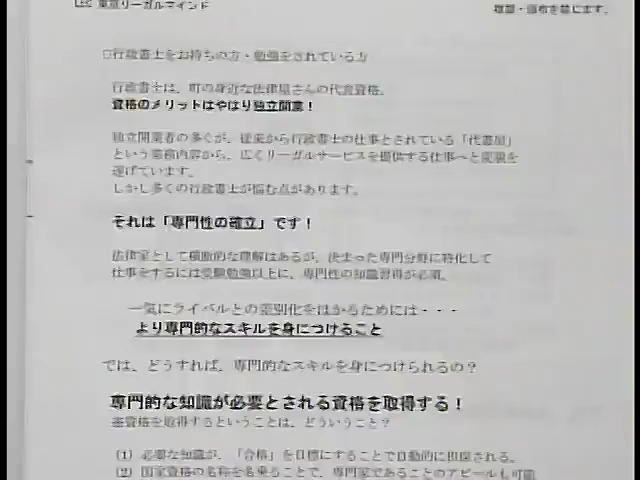 LEC 東京リーガルマインド
複製・頒布を禁じます。
□行政書士をお持ちの方・勉強をされている方
行政書士は、町の身近な法律屋さんの代表資格。
資格のメリットはやはり独立開業！
独立開業者の多くが、従来から行政書士の仕事とされている「代書屋」
という業務内容から、広くリーガルサービスを提供する仕事へと変貌を
遂げています。
しかし多くの行政書士が悩む点があります。
それは「専門性の確立」です！
法律家として横断的な理解はあるが、決まった専門分野に特化して
仕事をするには受験勉強以上に、専門性の知識習得が必須。
一気にライバルとの差別化をはかるためには・・・
より専門的なスキルを身につけること
では、どうすれば、専門的なスキルを身につけられるの？
専門的な知識が必要とされる資格を取得する！
資格を取得するということは、どういうこと？
(1) 必要な知識が、「合格」を目標にすることで自動的に担保される。
(2) 国家資格の名称を名乗ることで、専門家であることのアピールも可能